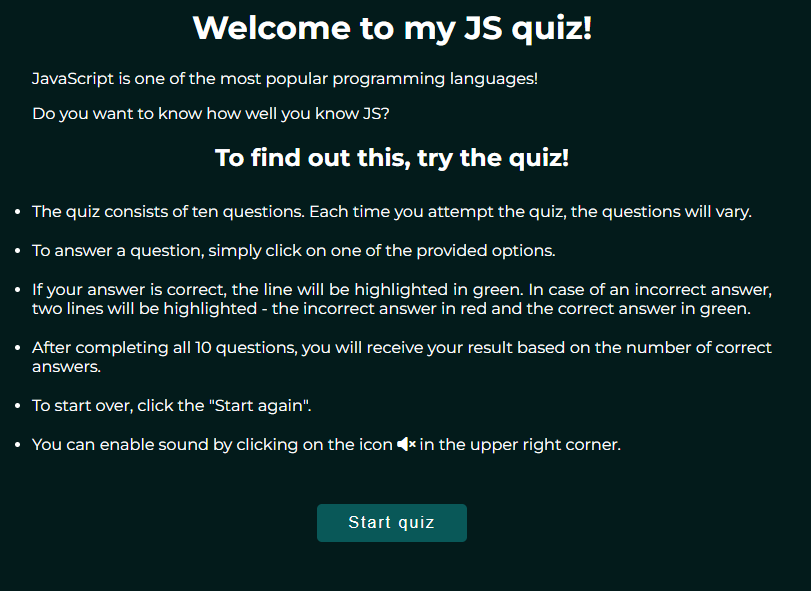 Welcome to my JS quiz!
JavaScript is one of the most popular programming languages!
Do you want to know how well you know JS?
To find out this, try the quiz!
The quiz consists of ten questions. Each time you attempt the quiz, the questions will vary.
To answer a question, simply click on one of the provided options.
If your answer is correct, the line will be highlighted in green. In case of an incorrect answer,
two lines will be highlighted - the incorrect answer in red and the correct answer in green.
After completing all 10 questions, you will receive your result based on the number of correct
answers.
To start over, click the "Start again".
You can enable sound by clicking on the icon in the upper right corner.
Start quiz